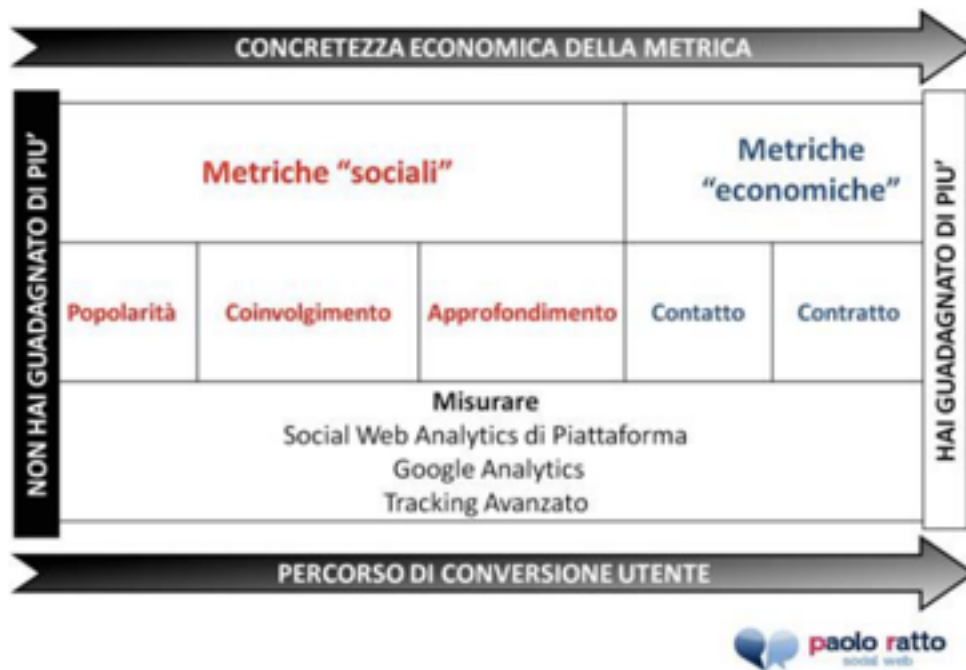 CONCRETEZZA ECONOMICA DELLA METRICA
NON HAI GUADAGNATO DI PIU'
Metriche “sociali”
Metriche
“economiche”
Popolarità
Coinvolgimento
Approfondimento
Contatto
Contratto
Misurare
Social Web Analytics di Piattaforma
Google Analytics
Tracking Avanzato
HAI GUADAGNATO DI PIU'
PERCORSO DI CONVERSIONE UTENTE
paolo ratto
social web